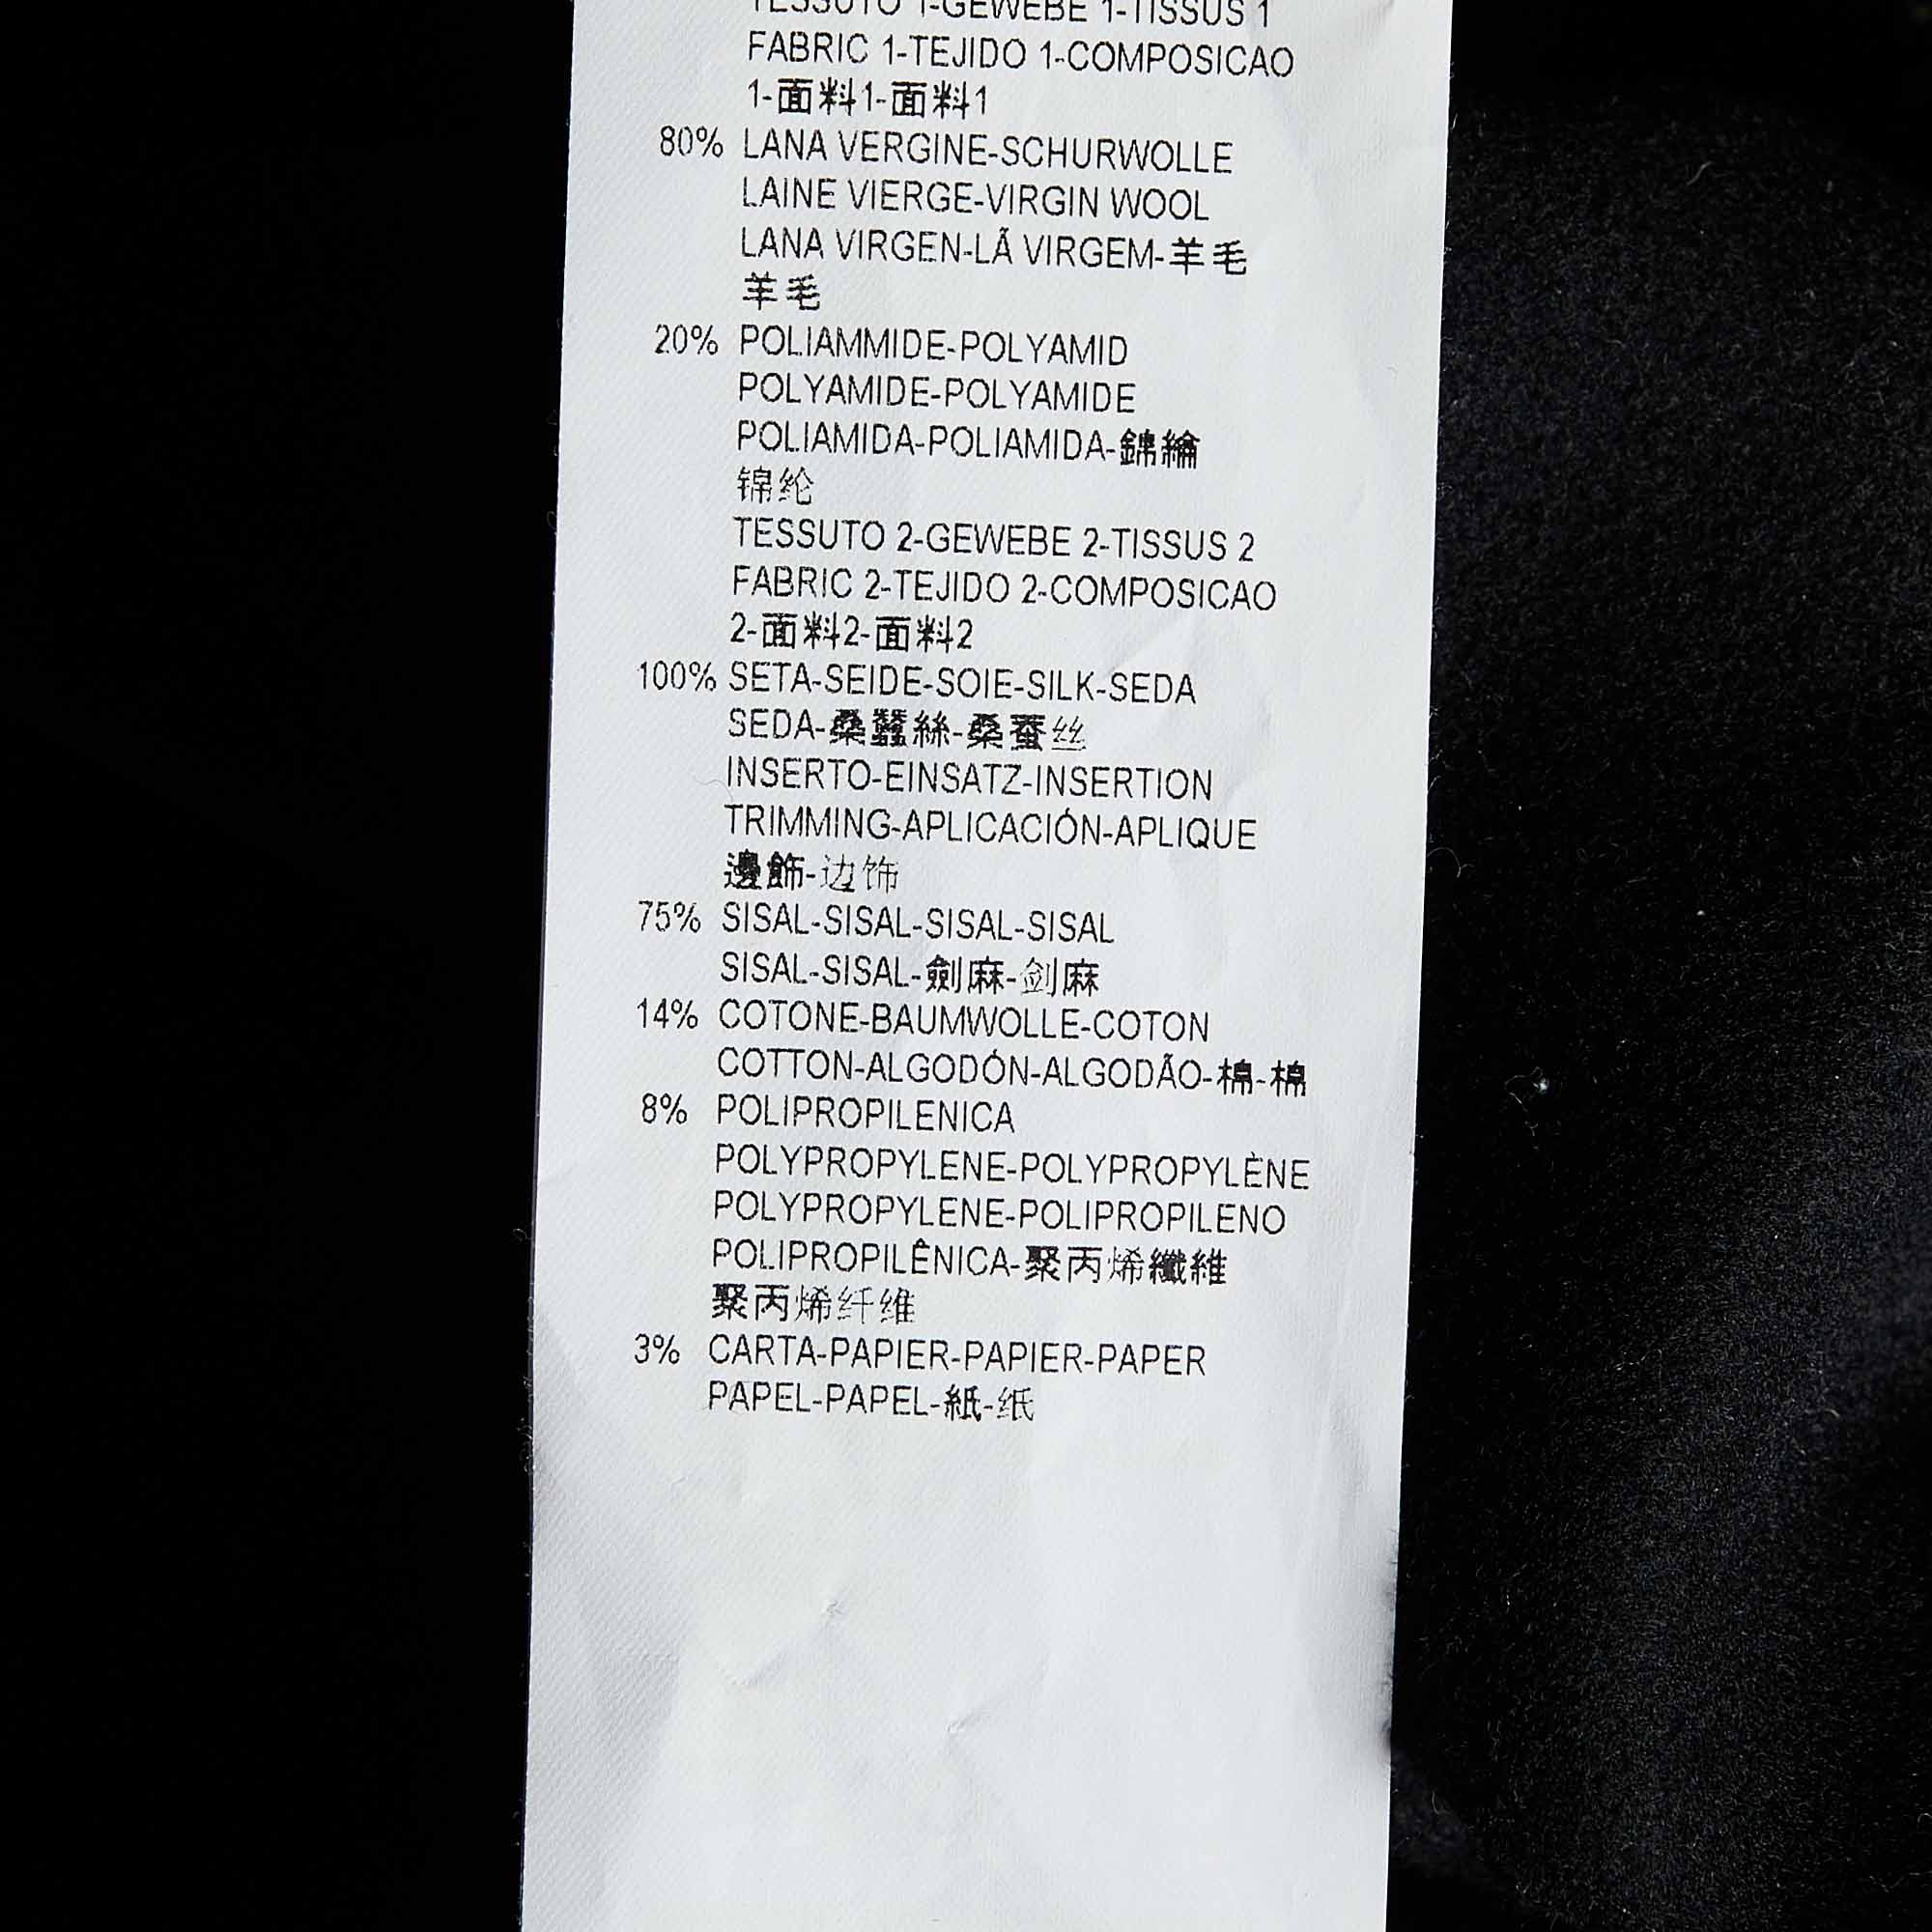 TESSUTO 1-GEWEBE 1-TISSUS 1
FABRIC 1-TEJIDO 1-COMPOSICAO
1-面料1-面料1
80% LANA VERGINE-SCHURWOLLE
LAINE VIERGE-VIRGIN WOOL
LANA VIRGEN-LÃ VIRGEM-羊毛
羊毛
20% POLIAMMIDE-POLYAMID
POLYAMIDE-POLYAMIDE
POLIAMIDA-POLIAMIDA-錦綸
锦纶
TESSUTO 2-GEWEBE 2-TISSUS 2
FABRIC 2-TEJIDO 2-COMPOSICAO
2-面料2-面料2
100% SETA-SEIDE-SOIE-SILK-SEDA
SEDA-桑蠶絲-桑蚕丝
INSERTO-EINSATZ-INSERTION
TRIMMING-APLICACIÓN-APLIQUE
邊飾-边饰
75% SISAL-SISAL-SISAL-SISAL
SISAL-SISAL-劍麻-剑麻
14% COTONE-BAUMWOLLE-COTON
COTTON-ALGODÓN-ALGODÃO-棉-棉
8% POLIPROPILENICA
POLYPROPYLENE-POLYPROPYLÈNE
POLYPROPYLENE-POLIPROPILENO
POLIPROPILÊNICA-聚丙烯纖維
聚丙烯纤维
3% CARTA-PAPIER-PAPIER-PAPER
PAPEL-PAPEL-紙-纸